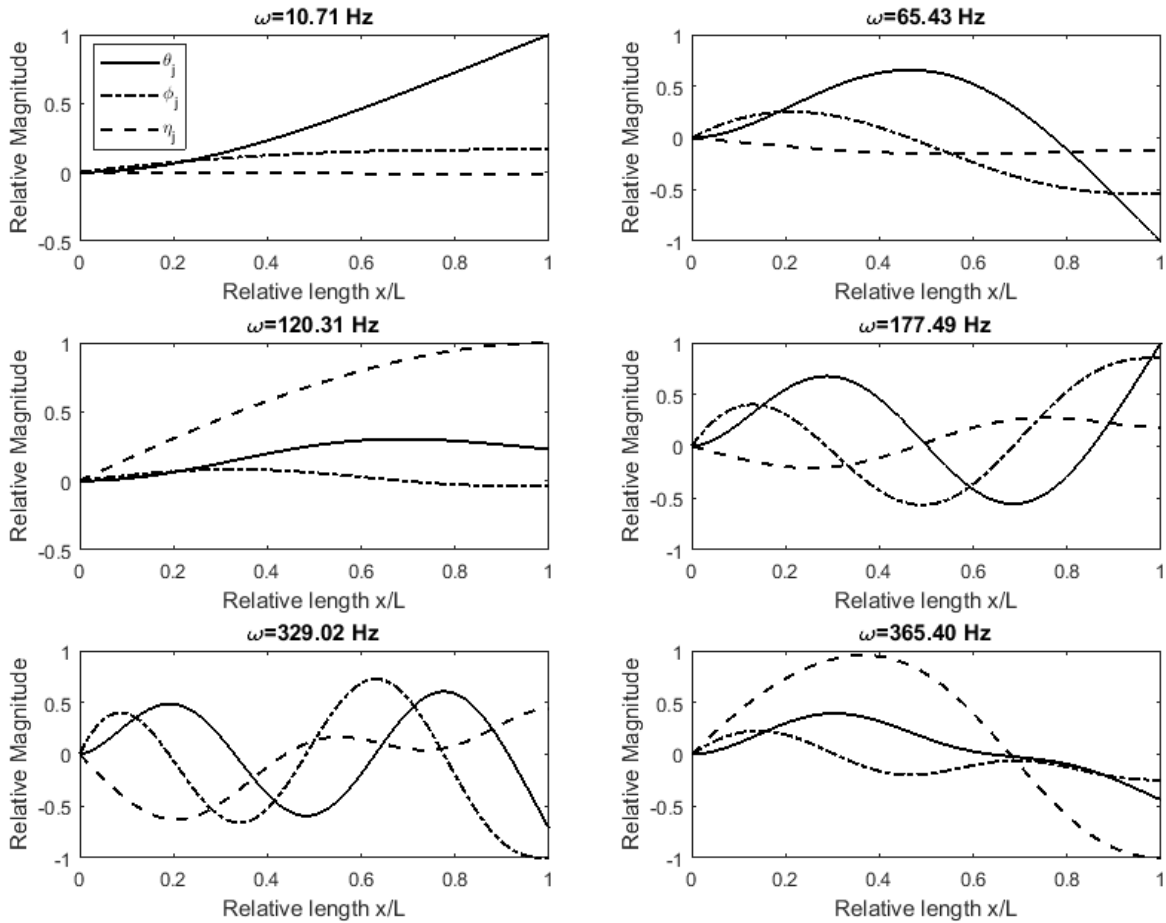 ω=10.71 Hz
Relative Magnitude
1
0.5
0
-0.5
θj
ϕj
ηj
0 0.2 0.4 0.6 0.8 1
Relative length x/L
ω=65.43 Hz
Relative Magnitude
1
0.5
0
-0.5
-1
0 0.2 0.4 0.6 0.8 1
Relative length x/L
ω=120.31 Hz
Relative Magnitude
1
0.5
0
-0.5
0 0.2 0.4 0.6 0.8 1
Relative length x/L
ω=177.49 Hz
Relative Magnitude
1
0.5
0
-0.5
-1
0 0.2 0.4 0.6 0.8 1
Relative length x/L
ω=329.02 Hz
Relative Magnitude
1
0.5
0
-0.5
-1
0 0.2 0.4 0.6 0.8 1
Relative length x/L
ω=365.40 Hz
Relative Magnitude
1
0.5
0
-0.5
-1
0 0.2 0.4 0.6 0.8 1
Relative length x/L